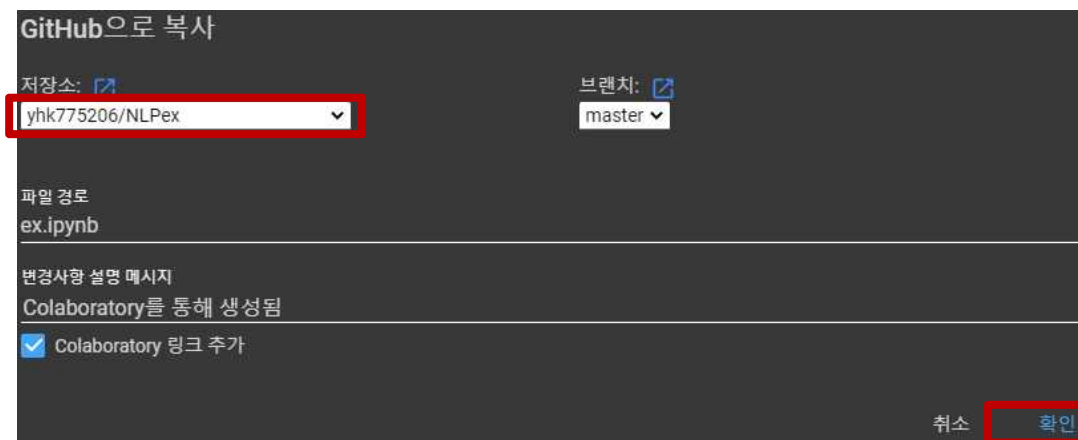 GitHub으로 복사
저장소:
브랜치:
yhk775206/NLPex
master
파일 경로
ex.ipynb
변경사항 설명 메시지
Colaboratory를 통해 생성됨
Colaboratory 링크 추가
취소
확인